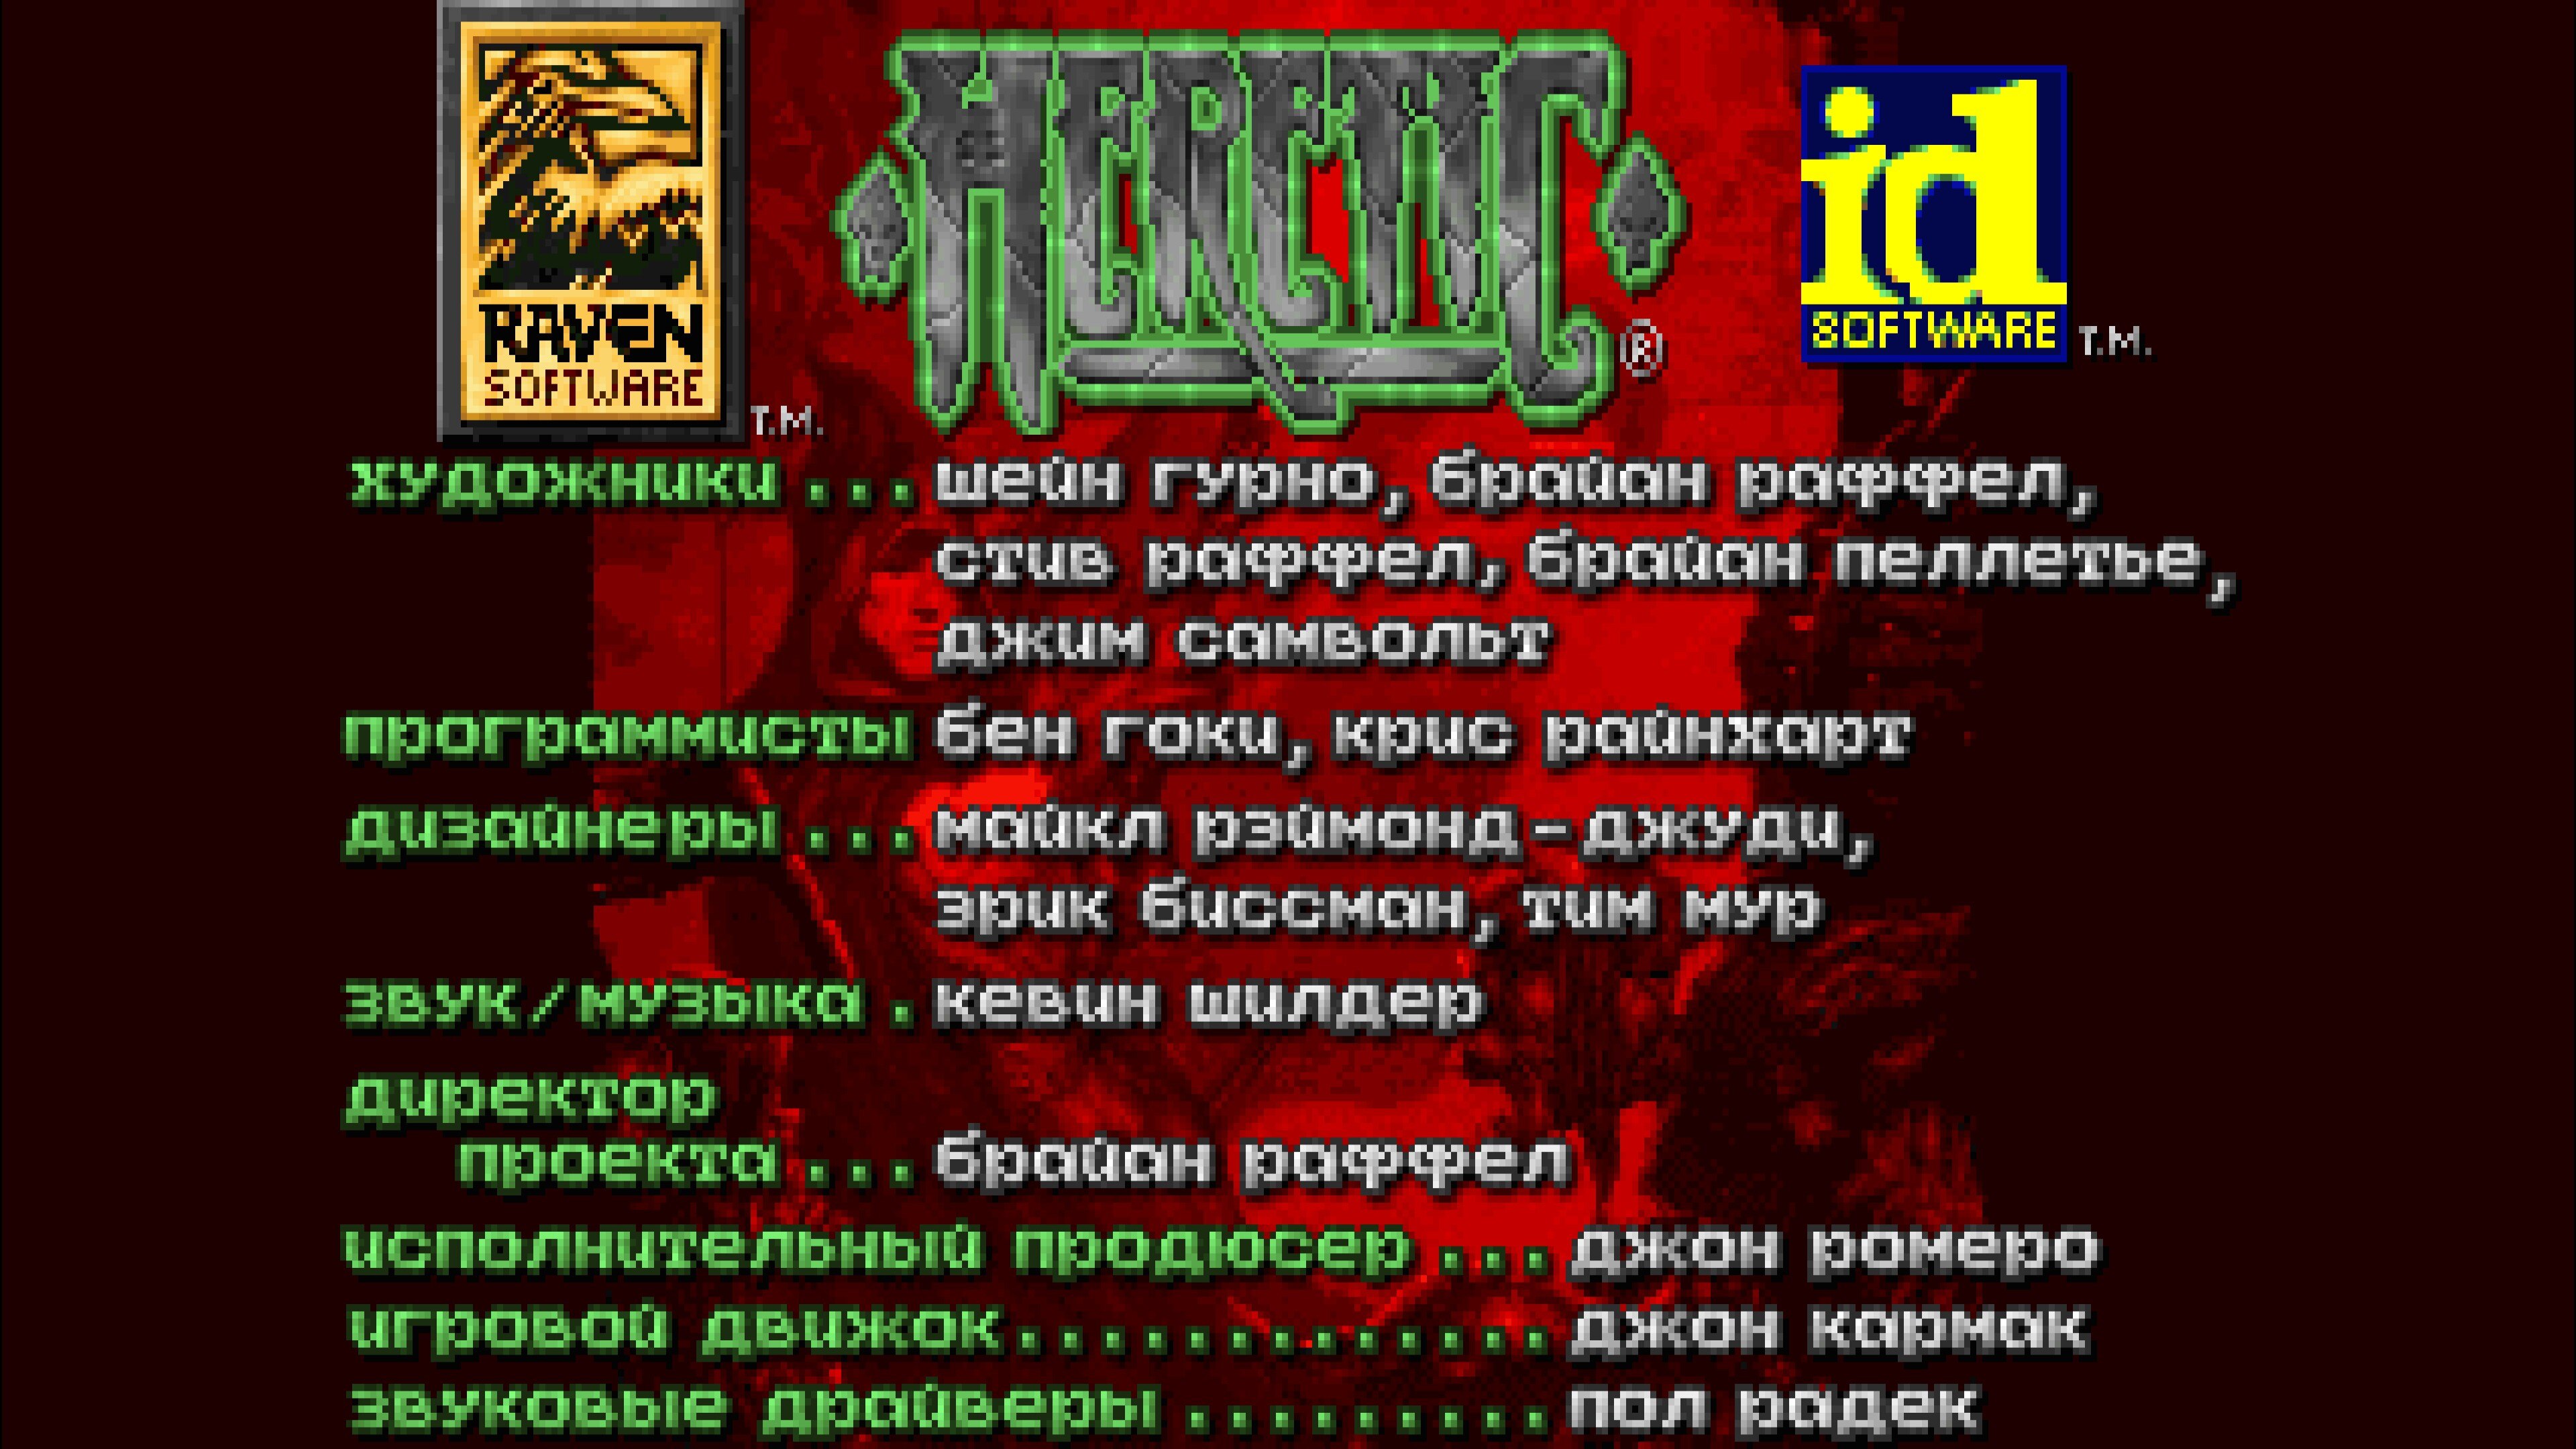 RAVEN
SOFTWARE
T.M.
HERETIC
®
id
SOFTWARE
T.M.
художники ... шейн гурно, брайан раффел,
стив раффел, брайан пеллетье,
джим самвольт
программисты бен гоки, крис райнхарт
дизайнеры ... майкл рэймонд-джуди,
эрик биссман, тим мур
звук/музыка . кевин шилдер
директор
проекта ... брайан раффел
исполнительный продюсер ... джон ромеро
игровой движок............. джон кармак
звуковые драйверы ......... пол радек